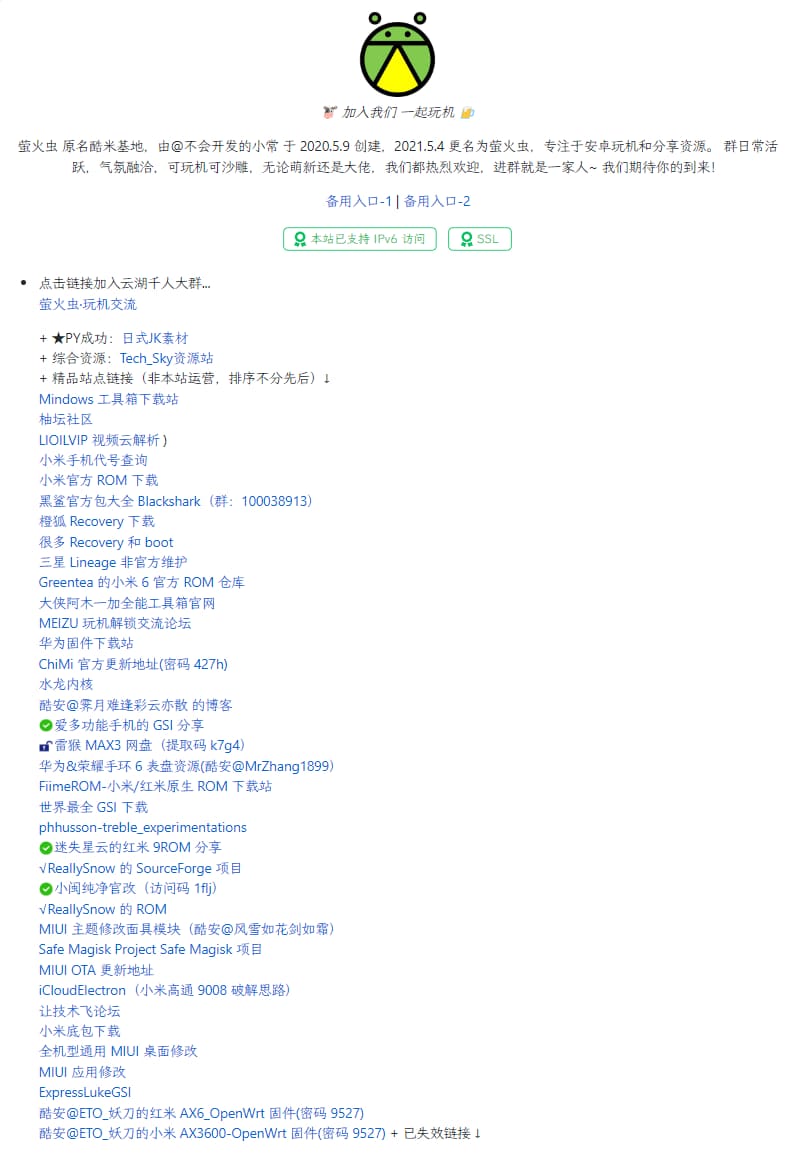 🐮 加入我们 一起玩机 🍺
萤火虫 原名酷米基地，由@不会开发的小常 于 2020.5.9 创建，2021.5.4 更名为萤火虫，专注于安卓玩机和分享资源。 群日常活
跃，气氛融洽，可玩机可沙雕，无论萌新还是大佬，我们都热烈欢迎，进群就是一家人~ 我们期待你的到来！
备用入口-1 | 备用入口-2
本站已支持 IPv6 访问 SSL
• 点击链接加入云湖千人大群...
萤火虫·玩机交流
+ ★PY成功：日式JK素材
+ 综合资源：Tech_Sky资源站
+ 精品站点链接（非本站运营，排序不分先后）↓
Mindows 工具箱下载站
柚坛社区
LIOILVIP 视频云解析 )
小米手机代号查询
小米官方 ROM 下载
黑鲨官方包大全 Blackshark（群：100038913）
橙狐 Recovery 下载
很多 Recovery 和 boot
三星 Lineage 非官方维护
Greentea 的小米 6 官方 ROM 仓库
大侠阿木一加全能工具箱官网
MEIZU 玩机解锁交流论坛
华为固件下载站
ChiMi 官方更新地址(密码 427h)
水龙内核
酷安@霁月难逢彩云亦散 的博客
✅爱多功能手机的 GSI 分享
🔓雷猴 MAX3 网盘（提取码 k7g4）
华为&荣耀手环 6 表盘资源(酷安@MrZhang1899）
FiimeROM-小米/红米原生 ROM 下载站
世界最全 GSI 下载
phhusson-treble_experimentations
✅迷失星云的红米 9ROM 分享
√ReallySnow 的 SourceForge 项目
✅小闽纯净官改（访问码 1flj）
√ReallySnow 的 ROM
MIUI 主题修改面具模块（酷安@风雪如花剑如霜）
Safe Magisk Project Safe Magisk 项目
MIUI OTA 更新地址
iCloudElectron（小米高通 9008 破解思路）
让技术飞论坛
小米底包下载
全机型通用 MIUI 桌面修改
MIUI 应用修改
ExpressLukeGSI
酷安@ETO_妖刀的红米 AX6_OpenWrt 固件(密码 9527)
酷安@ETO_妖刀的小米 AX3600-OpenWrt 固件(密码 9527) + 已失效链接↓